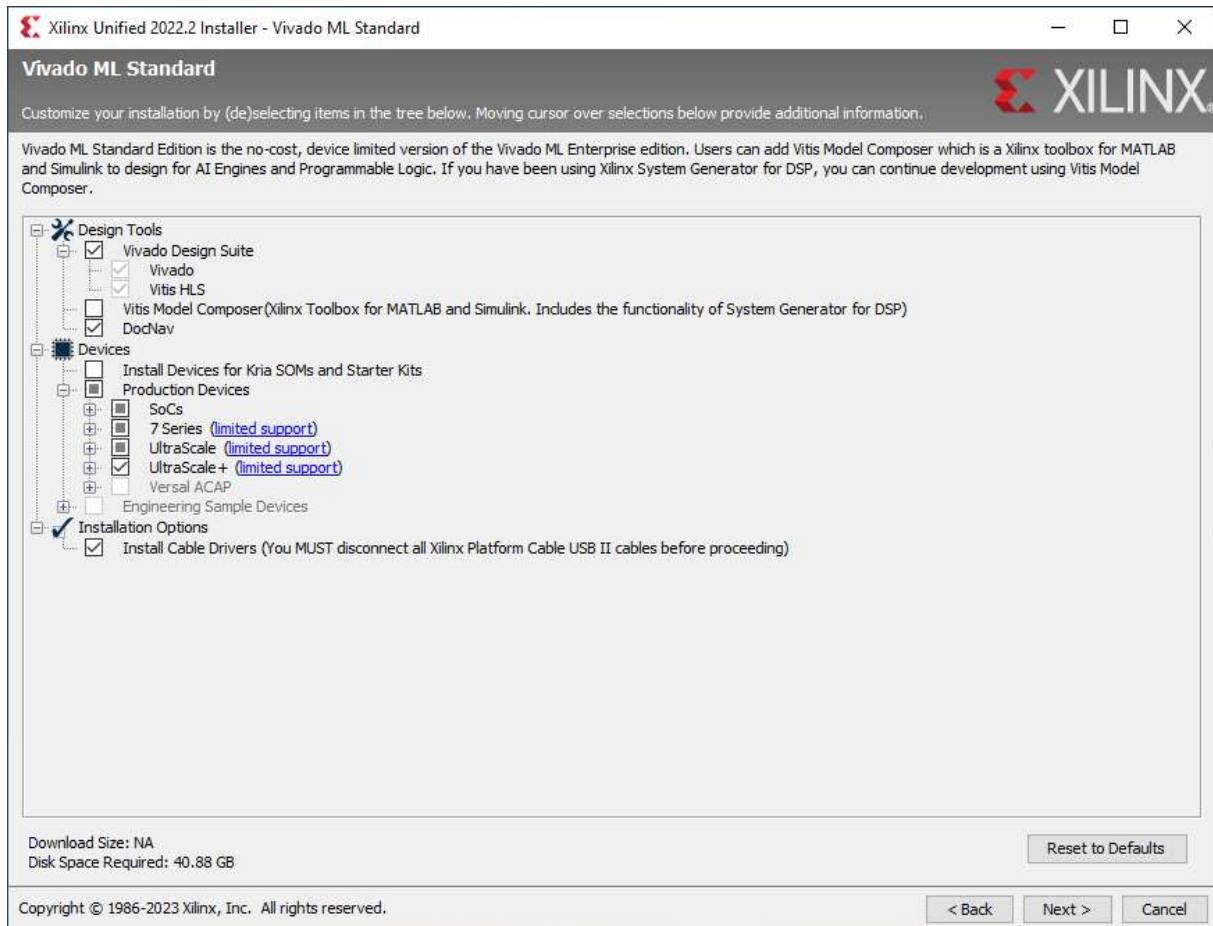 Xilinx Unified 2022.2 Installer - Vivado ML Standard
Vivado ML Standard
XILINX.
Customize your installation by (de)selecting items in the tree below. Moving cursor over selections below provide additional information.
Vivado ML Standard Edition is the no-cost, device limited version of the Vivado ML Enterprise edition. Users can add Vitis Model Composer which is a Xilinx toolbox for MATLAB
and Simulink to design for AI Engines and Programmable Logic. If you have been using Xilinx System Generator for DSP, you can continue development using Vitis Model
Composer.
Design Tools
Vivado Design Suite
Vivado
Vitis HLS
Vitis Model Composer(Xilinx Toolbox for MATLAB and Simulink. Includes the functionality of System Generator for DSP)
DocNav
Devices
Install Devices for Kria SOMs and Starter Kits
Production Devices
SoCs
7 Series (limited support)
UltraScale (limited support)
UltraScale+ (limited support)
Versal ACAP
Engineering Sample Devices
Installation Options
Install Cable Drivers (You MUST disconnect all Xilinx Platform Cable USB II cables before proceeding)
Download Size: NA
Disk Space Required: 40.88 GB
Reset to Defaults
Copyright © 1986-2023 Xilinx, Inc. All rights reserved.
< Back
Next >
Cancel